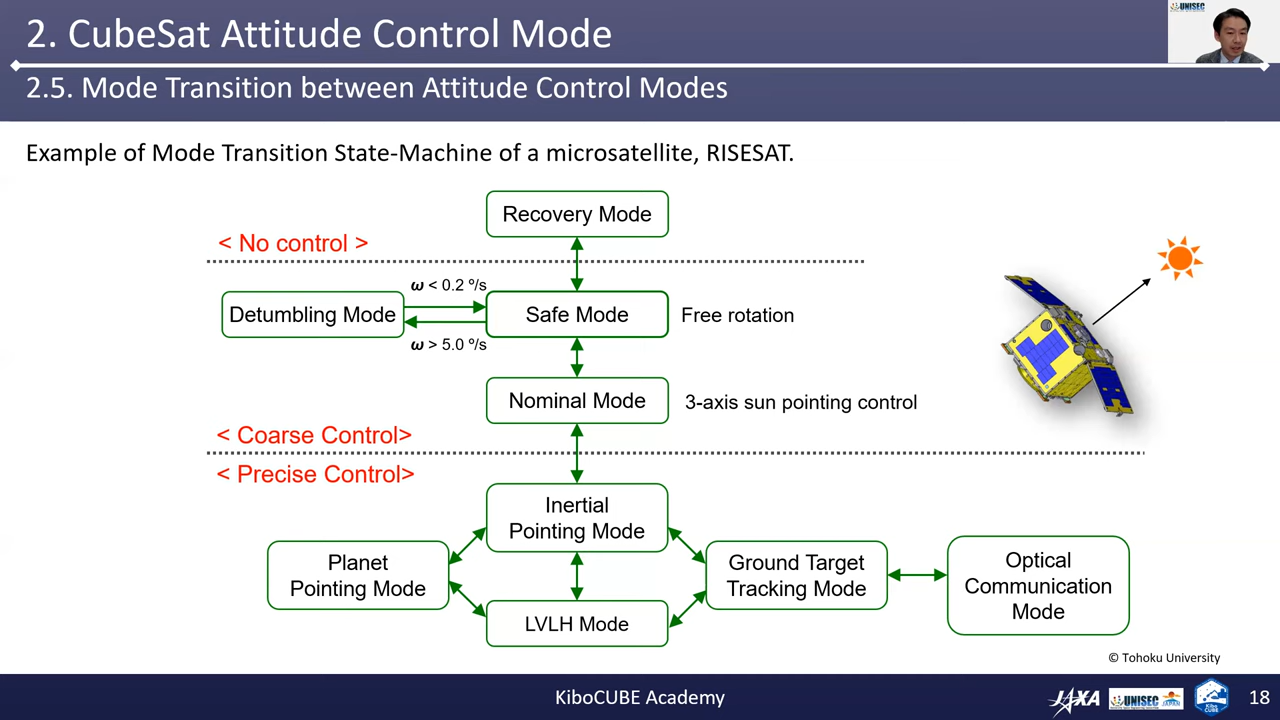 2. CubeSat Attitude Control Mode
UNISEC
2.5. Mode Transition between Attitude Control Modes
Example of Mode Transition State-Machine of a microsatellite, RISESAT.
Recovery Mode
< No control >
ω < 0.2 º/s
Detumbling Mode
Safe Mode
Free rotation
ω > 5.0 º/s
Nominal Mode
3-axis sun pointing control
< Coarse Control>
< Precise Control>
Inertial
Pointing Mode
Planet
Pointing Mode
Ground Target
Tracking Mode
Optical
Communication
Mode
LVLH Mode
© Tohoku University
KiboCUBE Academy
JAXA
UNISEC
JAPAN
Kibo
CUBE
18